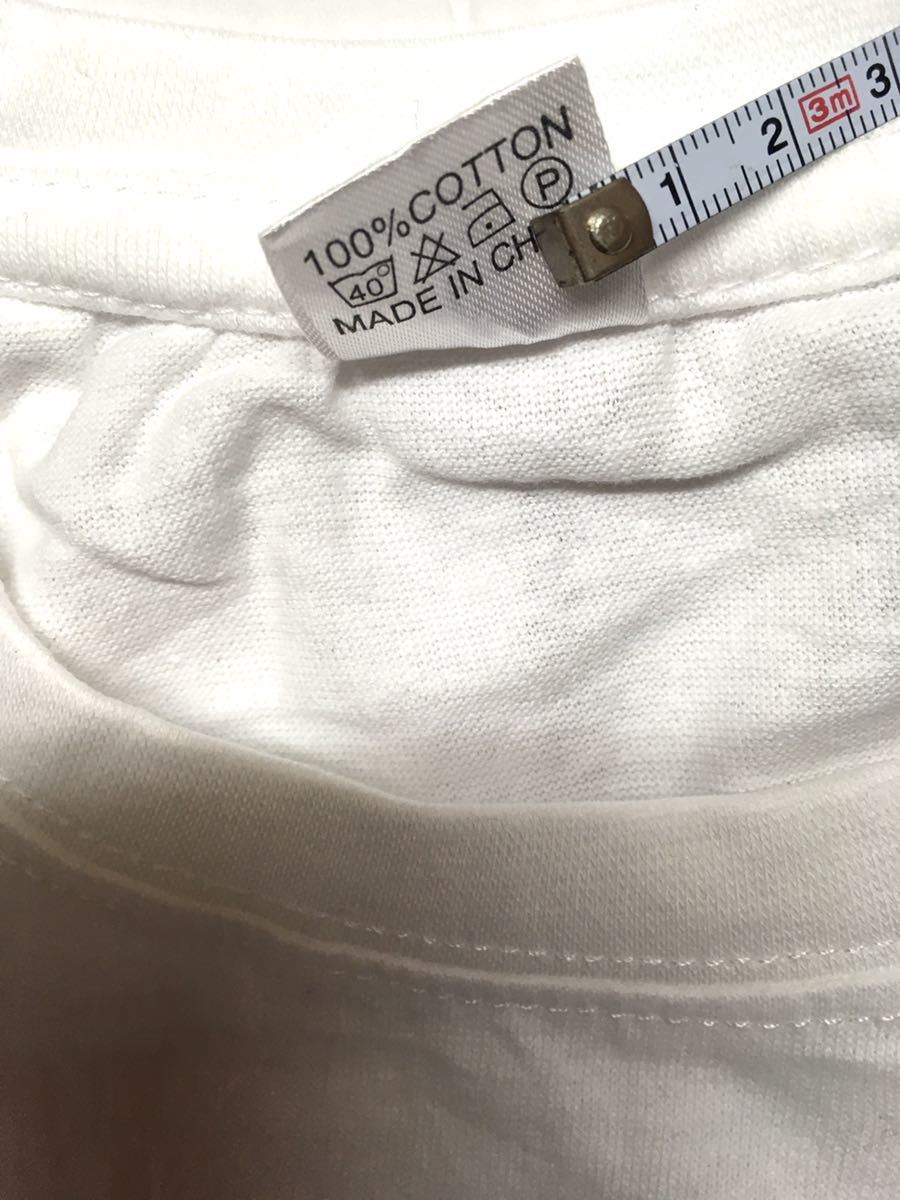 100%COTTON
40° P
MADE IN CH
1 2 3m 3